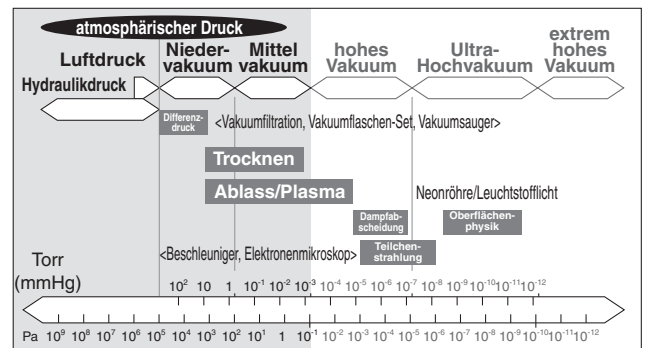 atmosphärischer Druck
Luftdruck
Hydraulikdruck
Nieder-
vakuum
Mittel
vakuum
hohes
Vakuum
Ultra-
Hochvakuum
extrem
hohes
Vakuum
Differenz-
druck
<Vakuumfiltration, Vakuumflaschen-Set, Vakuumsauger>
Trocknen
Ablass/Plasma
Neonröhre/Leuchtstofflicht
Dampfab-
scheidung
Oberflächen-
physik
<Beschleuniger, Elektronenmikroskop>
Teilchen-
strahlung
Torr
(mmHg)
10² 10 1 10⁻¹ 10⁻² 10⁻³ 10⁻⁴ 10⁻⁵ 10⁻⁶ 10⁻⁷ 10⁻⁸ 10⁻⁹ 10⁻¹⁰ 10⁻¹¹ 10⁻¹²
Pa 10⁹ 10⁸ 10⁷ 10⁶ 10⁵ 10⁴ 10³ 10² 10¹ 1 10⁻¹ 10⁻² 10⁻³ 10⁻⁴ 10⁻⁵ 10⁻⁶ 10⁻⁷ 10⁻⁸ 10⁻⁹ 10⁻¹⁰ 10⁻¹¹ 10⁻¹²